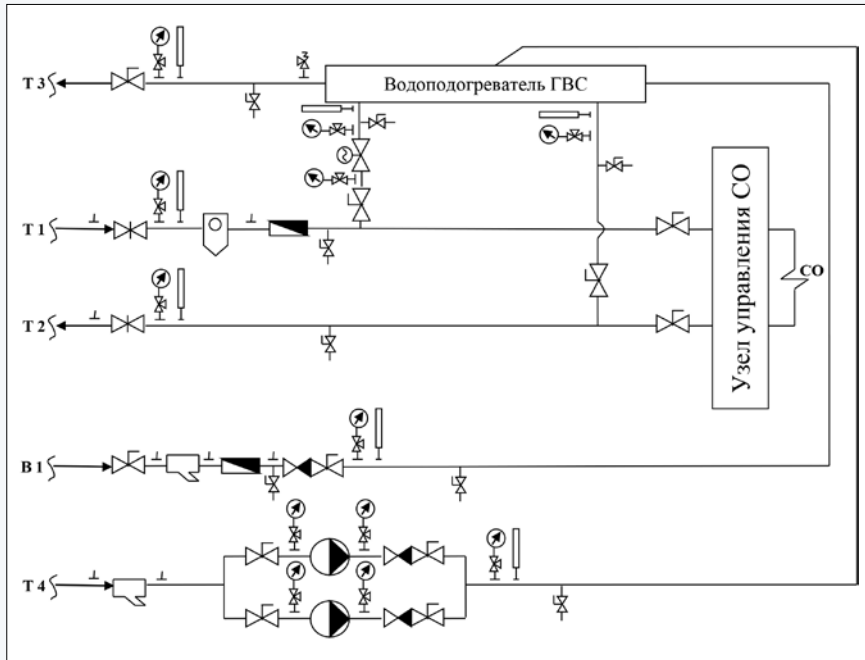 Т 3
Водоподогреватель ГВС
Т 1
Узел управления СО
СО
Т 2
В 1
Т 4